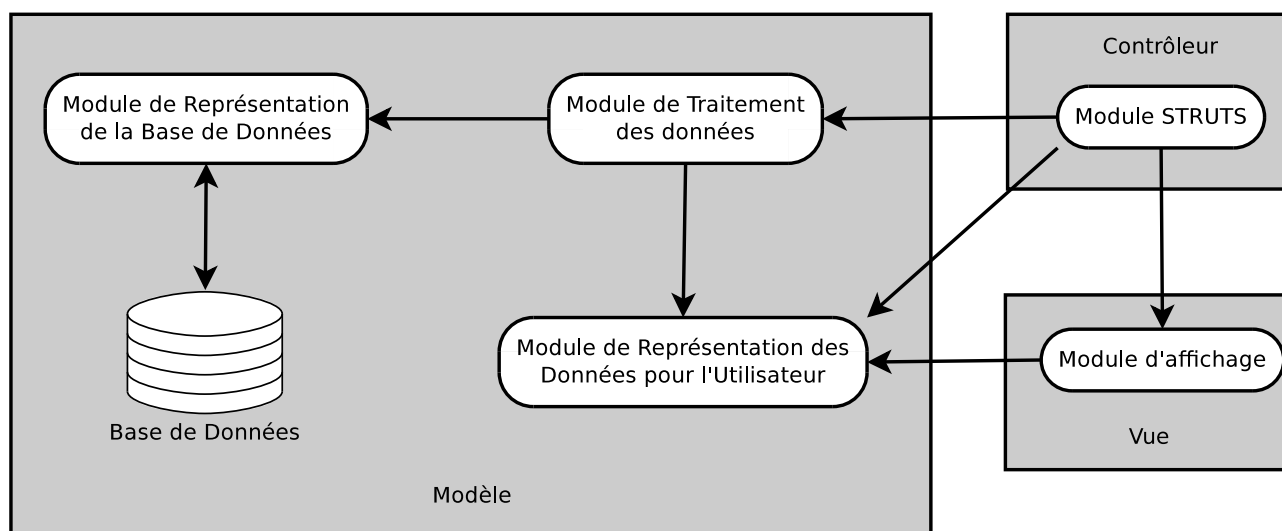 Contrôleur
Module de Représentation
de la Base de Données
Module de Traitement
des données
Module STRUTS
Module de Représentation des
Données pour l'Utilisateur
Module d'affichage
Base de Données
Vue
Modèle